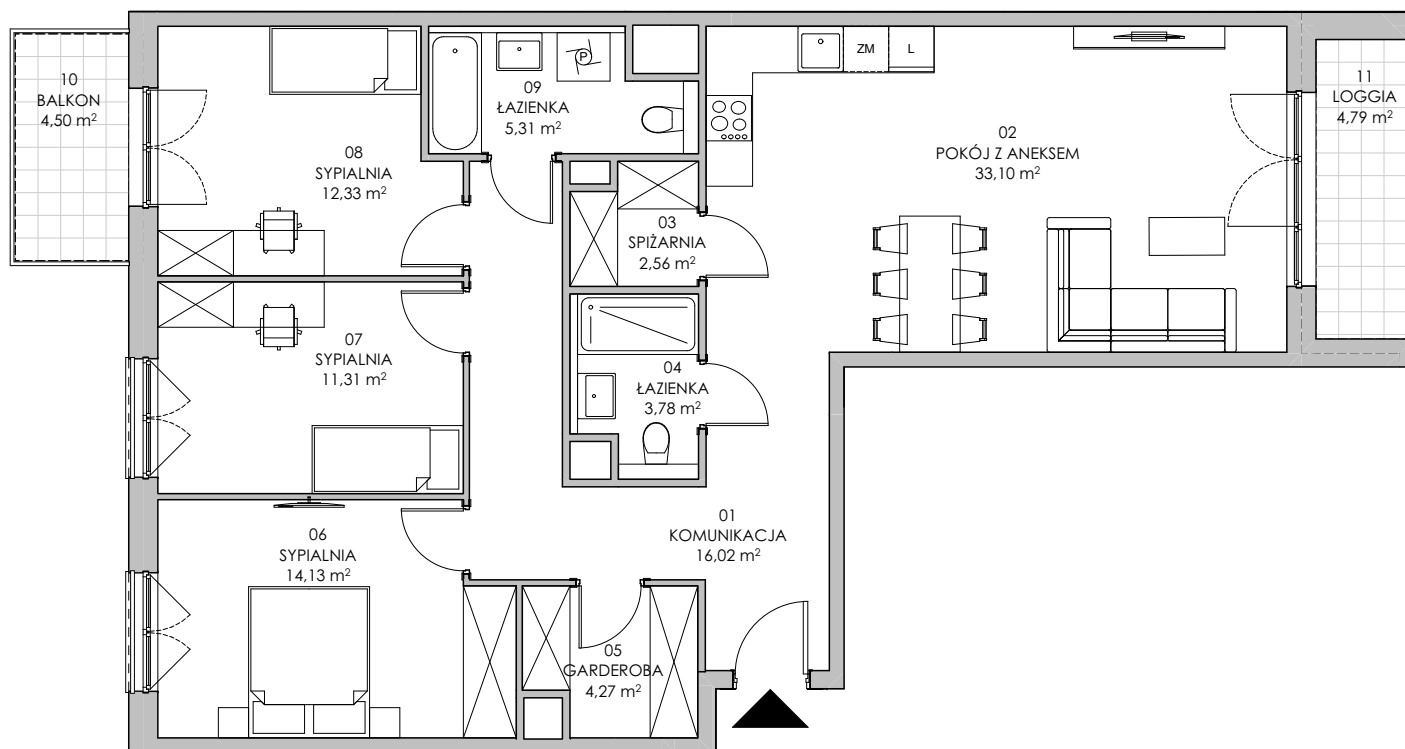 10
BALKON
4,50 m²
08
SYPIALNIA
12,33 m²
09
ŁAZIENKA
5,31 m²
P
ZM
L
02
POKÓJ Z ANEKSEM
33,10 m²
11
LOGGIA
4,79 m²
03
SPIŻARNIA
2,56 m²
07
SYPIALNIA
11,31 m²
04
ŁAZIENKA
3,78 m²
06
SYPIALNIA
14,13 m²
01
KOMUNIKACJA
16,02 m²
05
GARDEROBA
4,27 m²